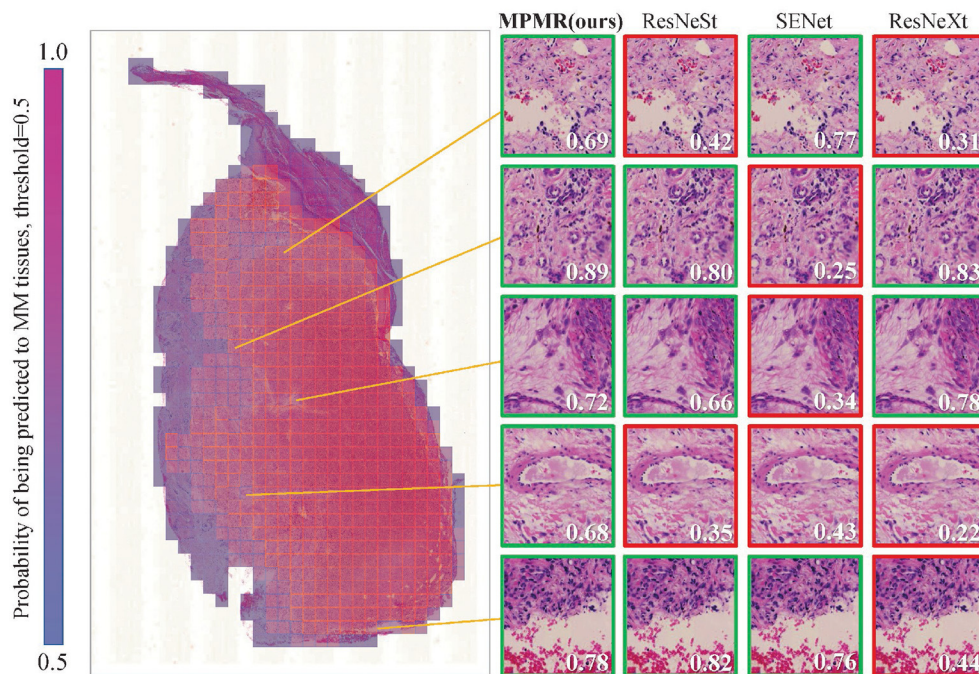 MPMR(ours) ResNeSt SENet ResNeXt
1.0
Probability of being predicted to MM tissues, threshold=0.5
0.5
0.69 0.42 0.77 0.31
0.89 0.80 0.25 0.83
0.72 0.66 0.34 0.78
0.68 0.35 0.43 0.22
0.78 0.82 0.76 0.44